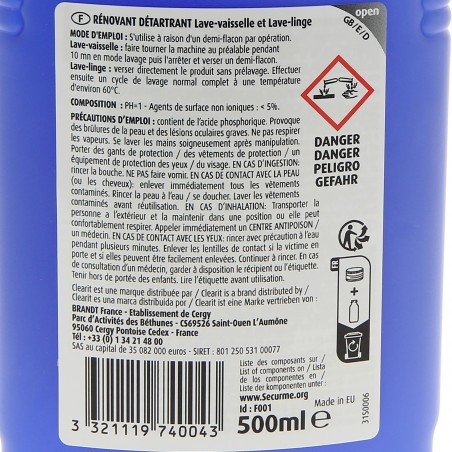 F RÉNOVANT DÉTARTRANT Lave-vaisselle et Lave-linge
open
GB/E/D
MODE D'EMPLOI : S'utilise à raison d'un demi-flacon par opération.
Lave-vaisselle : faire tourner la machine au préalable pendant
10 mn en mode lavage puis l'arrêter et verser un demi-flacon.
Lave-linge : verser directement le produit sans prélavage. Effectuer
ensuite un cycle de lavage normal complet à une température
d'environ 60°C.
COMPOSITION : PH=1 - Agents de surface non ioniques : < 5%.
PRÉCAUTIONS D'EMPLOI : contient de l'acide phosphorique. Provoque
des brûlures de la peau et des lésions oculaires graves. Ne pas respirer
les vapeurs. Se laver les mains soigneusement après manipulation.
Porter des gants de protection / des vêtements de protection / un
équipement de protection des yeux / du visage. EN CAS D'INGESTION:
rincer la bouche. NE PAS faire vomir. EN CAS DE CONTACT AVEC LA PEAU
(ou les cheveux): enlever immédiatement tous les vêtements
contaminés. Rincer la peau à l'eau / se doucher. Laver les vêtements
contaminés avant réutilisation. EN CAS D'INHALATION: Transporter la
personne à l'extérieur et la maintenir dans une position où elle peut
confortablement respirer. Appeler immédiatement un CENTRE ANTIPOISON /
un médecin. EN CAS DE CONTACT AVEC LES YEUX: rincer avec précaution à l'eau
pendant plusieurs minutes. Enlever les lentilles de contact si la victime en
porte et si elles peuvent être facilement enlevées. Continuer à rincer. En cas
de consultation d'un médecin, garder à disposition le récipient ou l'étiquette.
Tenir hors de portée des enfants. Lire l'étiquette avant utilisation.
DANGER
DANGER
PELIGRO
GEFAHR
FR
+
Clearit est une marque distribuée par / Clearit is a brand distributed by /
Clearit es una marca distribuida por / Clearit ist eine Marke vertrieben von :
BRANDT France - Etablissement de Cergy
Parc d'Activités des Béthunes - CS69526 Saint-Ouen L'Aumône
95060 Cergy Pontoise Cedex - France
Tél : +33 (0) 1 34 21 48 00
SAS au capital de 35 082 000 euros - SIRET : 801 250 531 00077
3 321119 740043
Liste des composants sur /
List of components on / Lista
de los componentes en / Liste
der Komponenten unter :
www.Securme.org
Id : F001
500ml e
Made in EU
31S0006